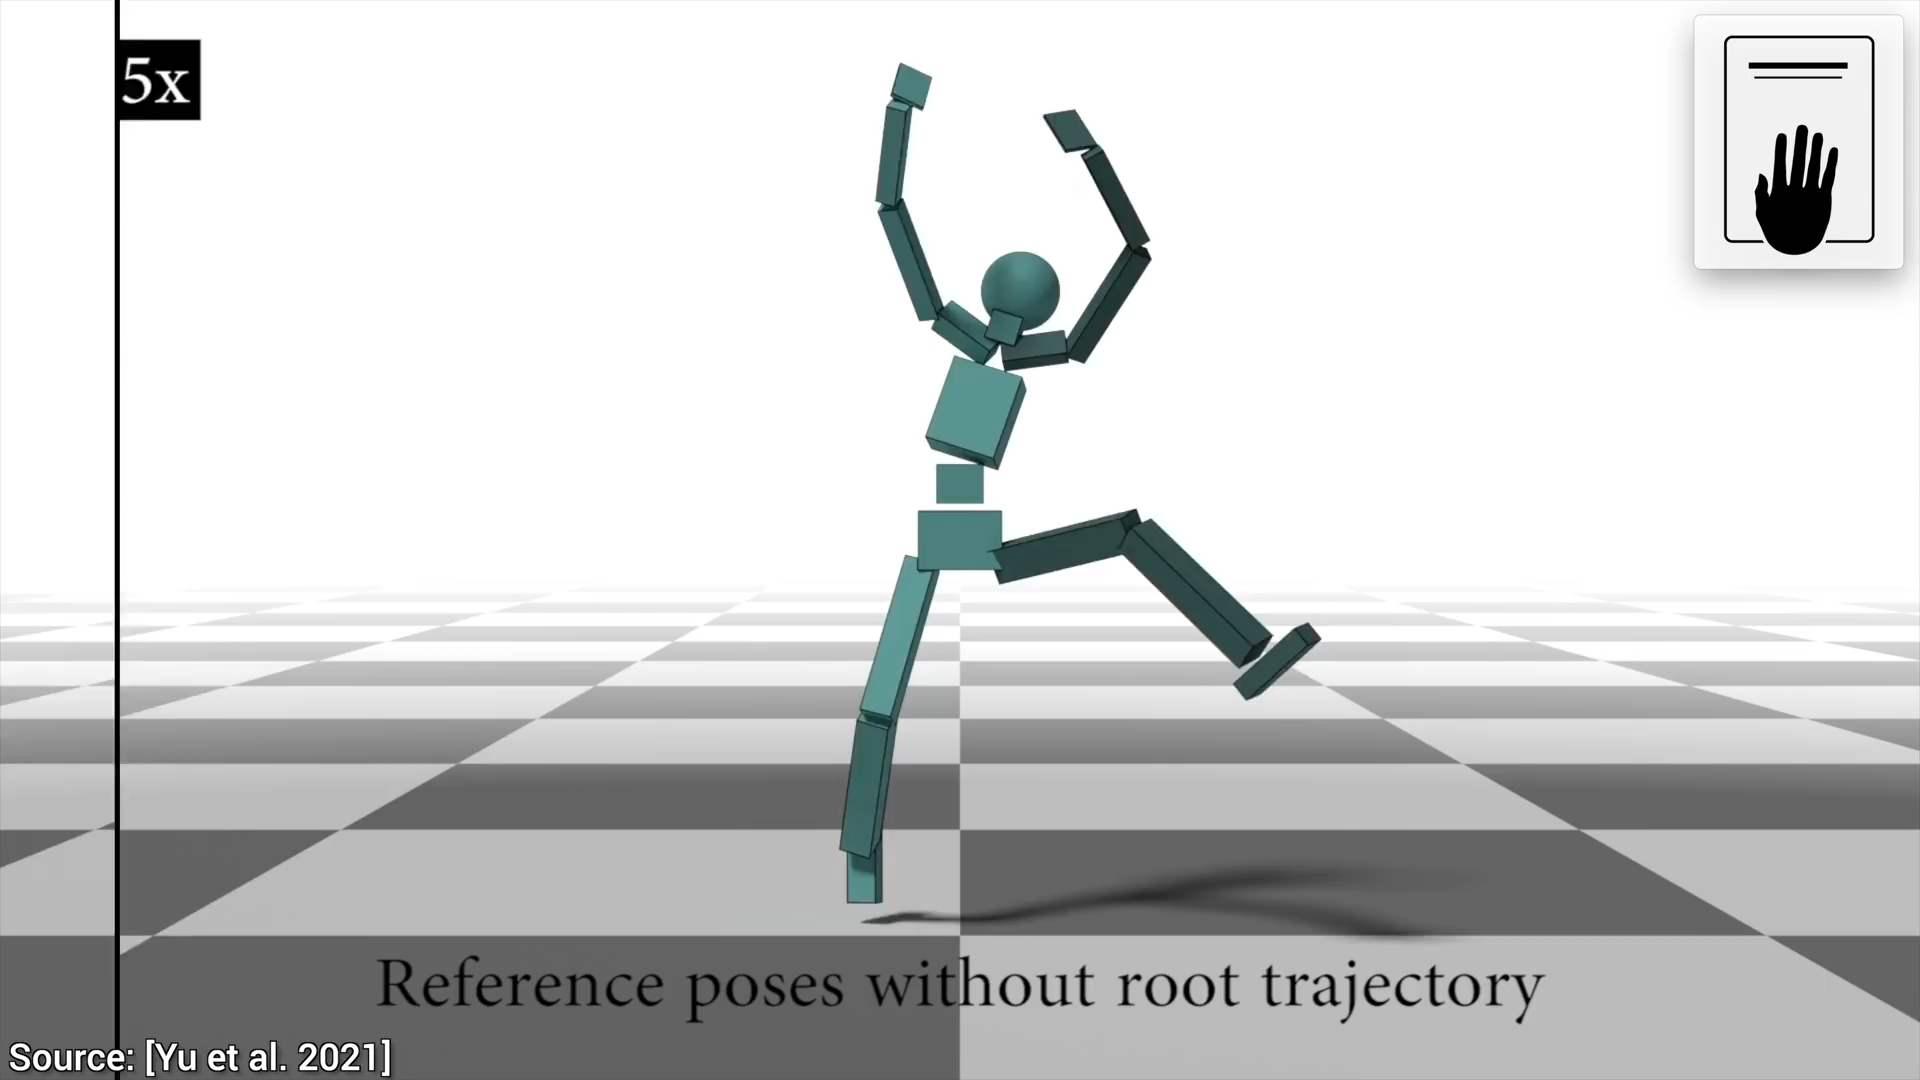 5x
Reference poses without root trajectory
Source: [Yu et al. 2021]